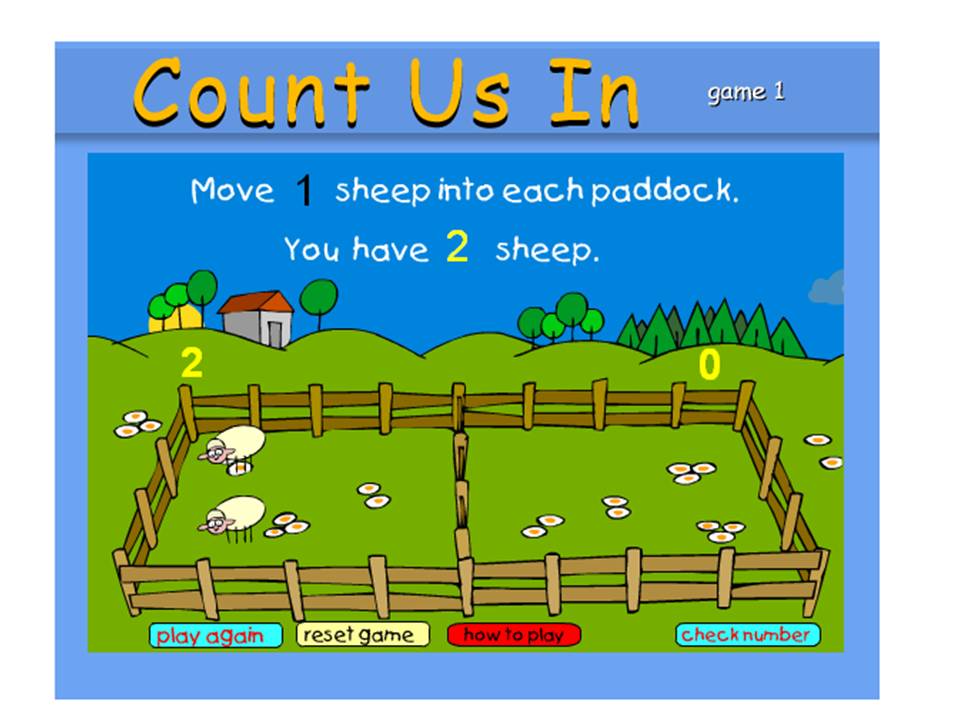 Count Us In
game 1
Move 1 sheep into each paddock.
You have 2 sheep.
2
0
play again
reset game
how to play
check number